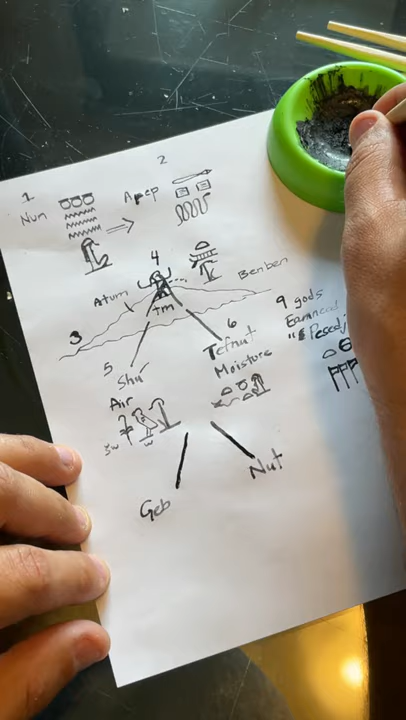 1
2
Nun
Apep
4
Benben
Atum
tm
3
9 gods
6
Tefnut
Moisture
5
Shu
Air
šw
w
Geb
Nut